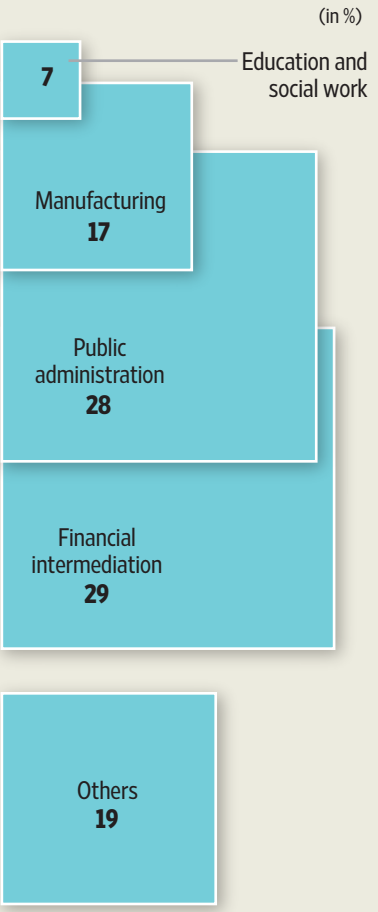 (in %)
7
Education and
social work
Manufacturing
17
Public
administration
28
Financial
intermediation
29
Others
19